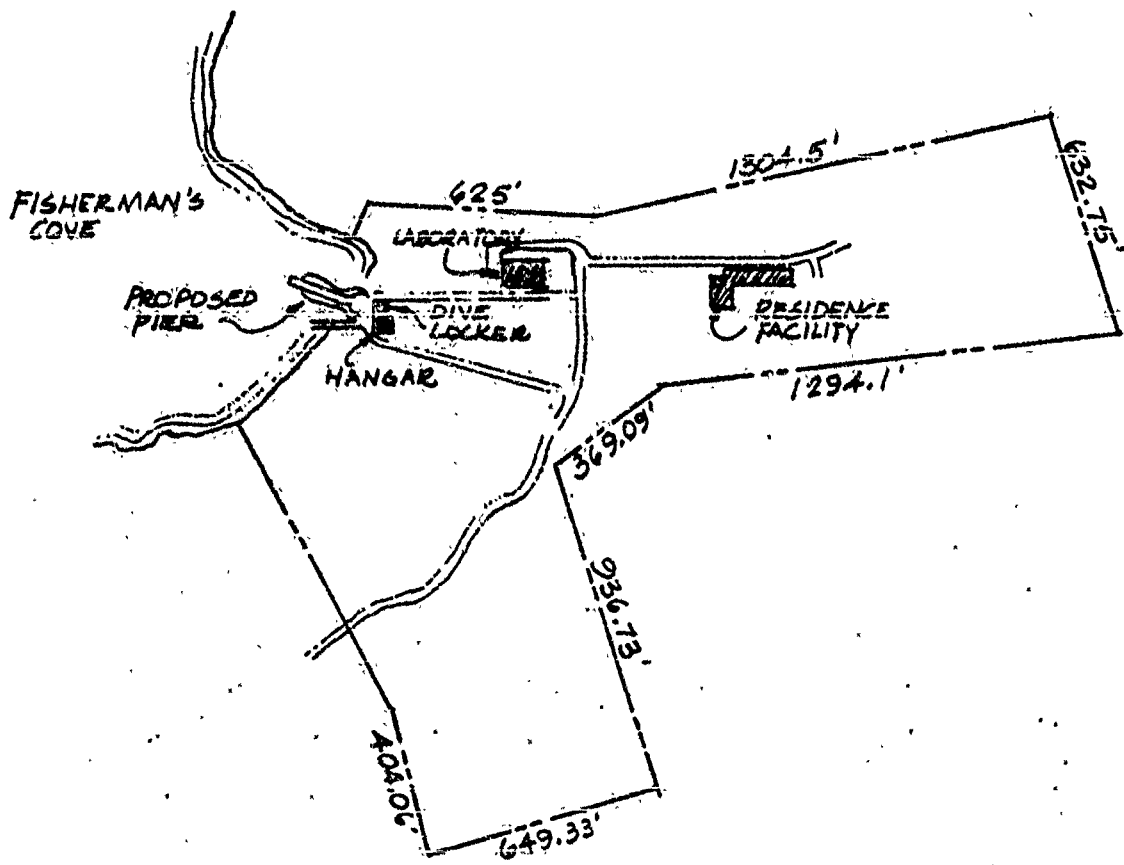 1304.5'
632.75'
625'
FISHERMAN'S
COVE
LABORATORY
PROPOSED
PIER
DIVE
LOCKER
RESIDENCE
FACILITY
HANGAR
1294.1'
369.09'
936.73'
404.06'
649.33'